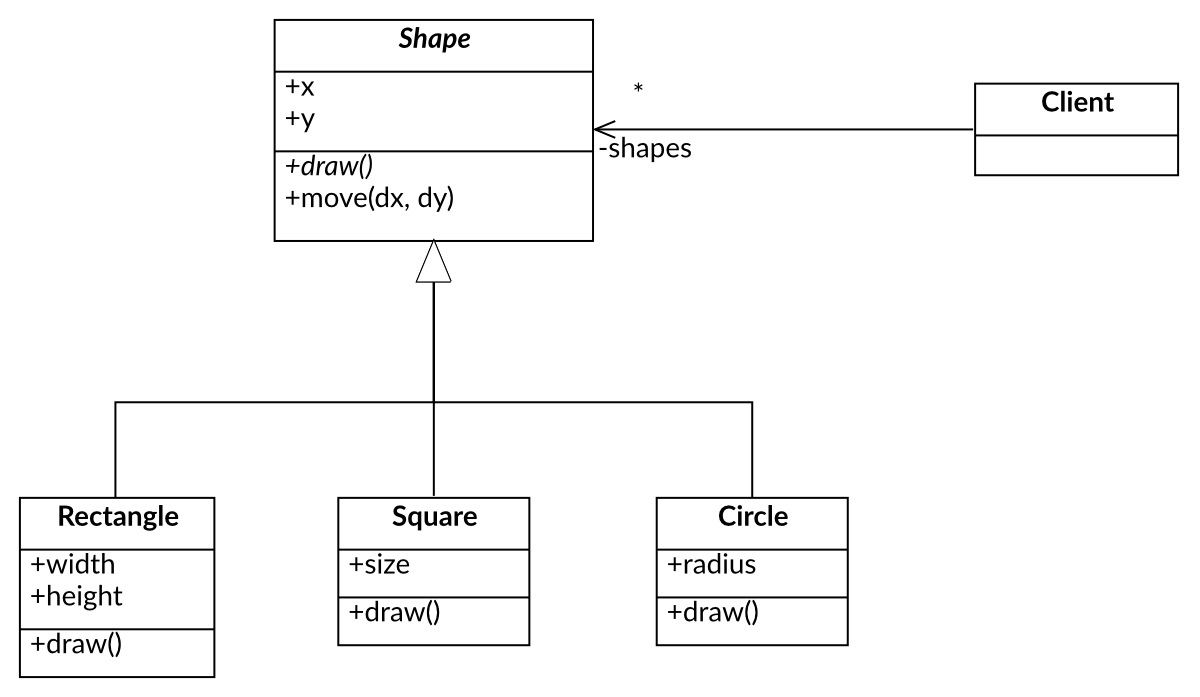 Shape
+x
+y
+draw()
+move(dx, dy)
*
-shapes
Client
Rectangle
+width
+height
+draw()
Square
+size
+draw()
Circle
+radius
+draw()